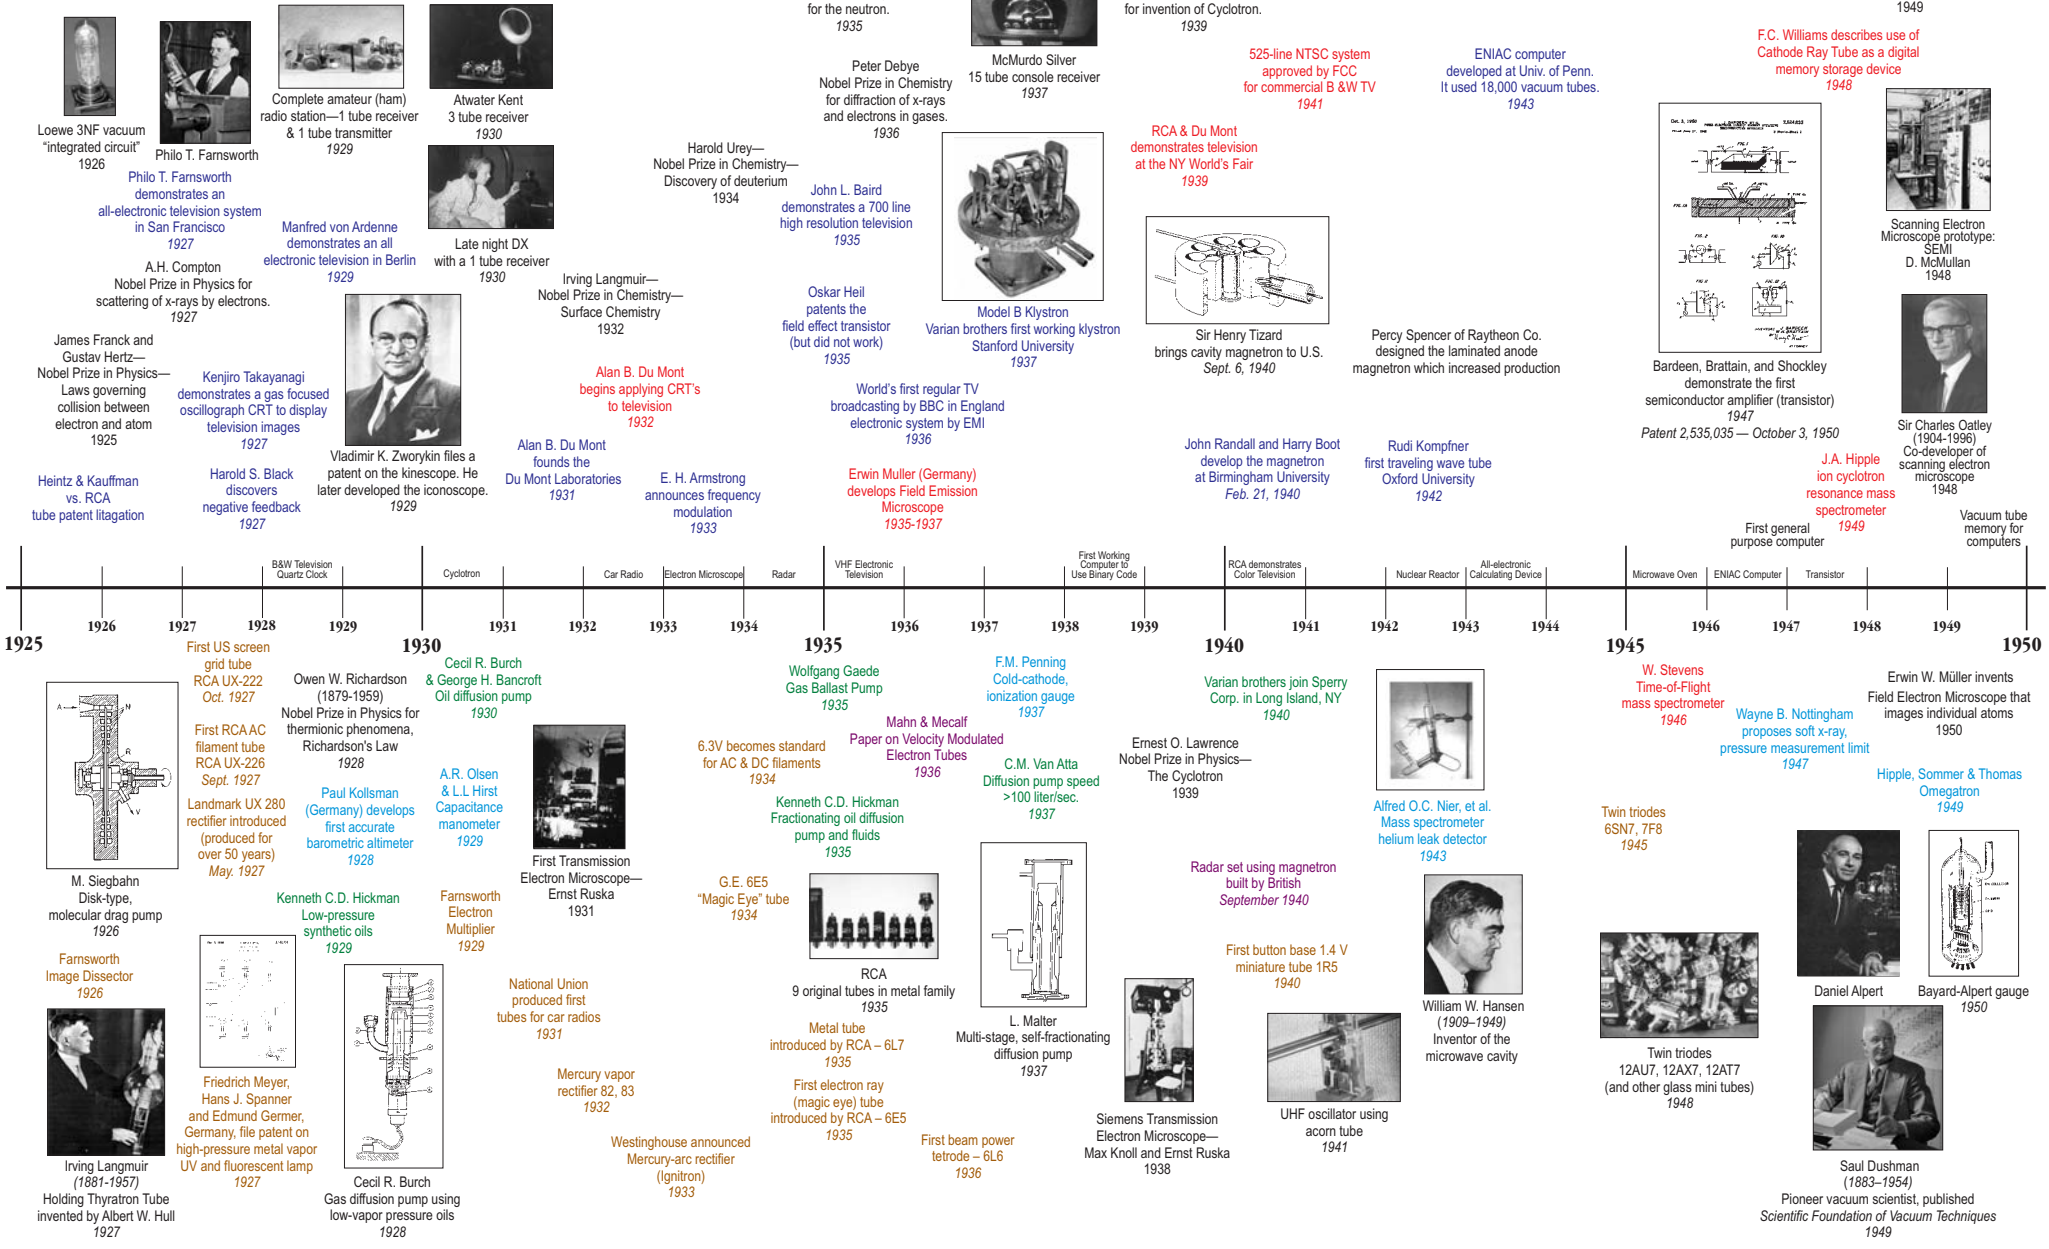 for the neutron.
1935
for invention of Cyclotron.
1939
1949
Loewe 3NF vacuum
“integrated circuit”
1926
Philo T. Farnsworth
Complete amateur (ham)
radio station—1 tube receiver
& 1 tube transmitter
1929
Atwater Kent
3 tube receiver
1930
Peter Debye
Nobel Prize in Chemistry
for diffraction of x-rays
and electrons in gases.
1936
McMurdo Silver
15 tube console receiver
1937
525-line NTSC system
approved by FCC
for commercial B &W TV
1941
ENIAC computer
developed at Univ. of Penn.
It used 18,000 vacuum tubes.
1943
F.C. Williams describes use of
Cathode Ray Tube as a digital
memory storage device
1948
Philo T. Farnsworth
demonstrates an
all-electronic television system
in San Francisco
1927
Manfred von Ardenne
demonstrates an all
electronic television in Berlin
1929
Late night DX
with a 1 tube receiver
1930
Harold Urey—
Nobel Prize in Chemistry—
Discovery of deuterium
1934
John L. Baird
demonstrates a 700 line
high resolution television
1935
RCA & Du Mont
demonstrates television
at the NY World’s Fair
1939
Scanning Electron
Microscope prototype:
SEMI
D. McMullan
1948
A.H. Compton
Nobel Prize in Physics for
scattering of x-rays by electrons.
1927
Irving Langmuir—
Nobel Prize in Chemistry—
Surface Chemistry
1932
Oskar Heil
patents the
field effect transistor
(but did not work)
1935
Model B Klystron
Varian brothers first working klystron
Stanford University
1937
Sir Henry Tizard
brings cavity magnetron to U.S.
Sept. 6, 1940
Percy Spencer of Raytheon Co.
designed the laminated anode
magnetron which increased production
Bardeen, Brattain, and Shockley
demonstrate the first
semiconductor amplifier (transistor)
1947
Patent 2,535,035 — October 3, 1950
James Franck and
Gustav Hertz—
Nobel Prize in Physics—
Laws governing
collision between
electron and atom
1925
Kenjiro Takayanagi
demonstrates a gas focused
oscillograph CRT to display
television images
1927
Vladimir K. Zworykin files a
patent on the kinescope. He
later developed the iconoscope.
1929
Alan B. Du Mont
begins applying CRT’s
to television
1932
World’s first regular TV
broadcasting by BBC in England
electronic system by EMI
1936
Sir Charles Oatley
(1904-1996)
Co-developer of
scanning electron
microscope
1948
Heintz & Kauffman
vs. RCA
tube patent litagation
Harold S. Black
discovers
negative feedback
1927
Alan B. Du Mont
founds the
Du Mont Laboratories
1931
E. H. Armstrong
announces frequency
modulation
1933
Erwin Muller (Germany)
develops Field Emission
Microscope
1935-1937
John Randall and Harry Boot
develop the magnetron
at Birmingham University
Feb. 21, 1940
Rudi Kompfner
first traveling wave tube
Oxford University
1942
J.A. Hipple
ion cyclotron
resonance mass
spectrometer
1949
First general
purpose computer
Vacuum tube
memory for
computers
B&W Television
Quartz Clock
Cyclotron
Car Radio
Electron Microscope
Radar
VHF Electronic
Television
First Working
Computer to
Use Binary Code
RCA demonstrates
Color Television
Nuclear Reactor
All-electronic
Calculating Device
Microwave Oven
ENIAC Computer
Transistor
1925
1926
1927
1928
1929
1930
1931
1932
1933
1934
1935
1936
1937
1938
1939
1940
1941
1942
1943
1944
1945
1946
1947
1948
1949
1950
First US screen
grid tube
RCA UX-222
Oct. 1927
First RCA AC
filament tube
RCA UX-226
Sept. 1927
Landmark UX 280
rectifier introduced
(produced for
over 50 years)
May. 1927
Owen W. Richardson
(1879-1959)
Nobel Prize in Physics for
thermionic phenomena,
Richardson's Law
1928
Cecil R. Burch
& George H. Bancroft
Oil diffusion pump
1930
Paul Kollsman
(Germany) develops
first accurate
barometric altimeter
1928
A.R. Olsen
& L.L Hirst
Capacitance
manometer
1929
First Transmission
Electron Microscope—
Ernst Ruska
1931
6.3V becomes standard
for AC & DC filaments
1934
Wolfgang Gaede
Gas Ballast Pump
1935
Mahn & Mecalf
Paper on Velocity Modulated
Electron Tubes
1936
F.M. Penning
Cold-cathode,
ionization gauge
1937
C.M. Van Atta
Diffusion pump speed
>100 liter/sec.
1937
Kenneth C.D. Hickman
Fractionating oil diffusion
pump and fluids
1935
Varian brothers join Sperry
Corp. in Long Island, NY
1940
Ernest O. Lawrence
Nobel Prize in Physics—
The Cyclotron
1939
Alfred O.C. Nier, et al.
Mass spectrometer
helium leak detector
1943
W. Stevens
Time-of-Flight
mass spectrometer
1946
Wayne B. Nottingham
proposes soft x-ray,
pressure measurement limit
1947
Erwin W. Müller invents
Field Electron Microscope that
images individual atoms
1950
Hipple, Sommer & Thomas
Omegatron
1949
Twin triodes
6SN7, 7F8
1945
A
N
R
V
M. Siegbahn
Disk-type,
molecular drag pump
1926
Farnsworth
Image Dissector
1926
Kenneth C.D. Hickman
Low-pressure
synthetic oils
1929
Farnsworth
Electron
Multiplier
1929
G.E. 6E5
“Magic Eye” tube
1934
RCA
9 original tubes in metal family
1935
Radar set using magnetron
built by British
September 1940
First button base 1.4 V
miniature tube 1R5
1940
National Union
produced first
tubes for car radios
1931
Metal tube
introduced by RCA – 6L7
1935
L. Malter
Multi-stage, self-fractionating
diffusion pump
1937
William W. Hansen
(1909–1949)
Inventor of the
microwave cavity
Daniel Alpert
Bayard-Alpert gauge
1950
Twin triodes
12AU7, 12AX7, 12AT7
(and other glass mini tubes)
1948
Friedrich Meyer,
Hans J. Spanner
and Edmund Germer,
Germany, file patent on
high-pressure metal vapor
UV and fluorescent lamp
1927
Mercury vapor
rectifier 82, 83
1932
First electron ray
(magic eye) tube
introduced by RCA – 6E5
1935
Siemens Transmission
Electron Microscope—
Max Knoll and Ernst Ruska
1938
UHF oscillator using
acorn tube
1941
Irving Langmuir
(1881-1957)
Holding Thyratron Tube
invented by Albert W. Hull
1927
Cecil R. Burch
Gas diffusion pump using
low-vapor pressure oils
1928
Westinghouse announced
Mercury-arc rectifier
(Ignitron)
1933
First beam power
tetrode – 6L6
1936
Saul Dushman
(1883–1954)
Pioneer vacuum scientist, published
Scientific Foundation of Vacuum Techniques
1949